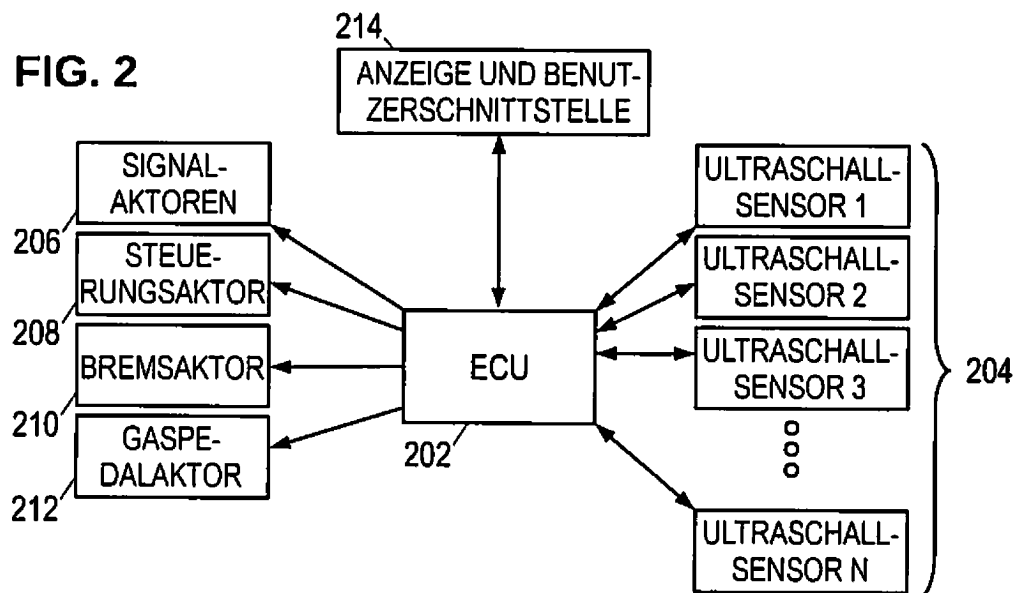 FIG. 2
214
ANZEIGE UND BENUT-
ZERSCHNITTSTELLE
SIGNAL-
AKTOREN
206
STEUE-
RUNGSAKTOR
208
BREMSAKTOR
210
GASPE-
DALAKTOR
212
ECU
202
ULTRASCHALL-
SENSOR 1
ULTRASCHALL-
SENSOR 2
ULTRASCHALL-
SENSOR 3
ULTRASCHALL-
SENSOR N
204